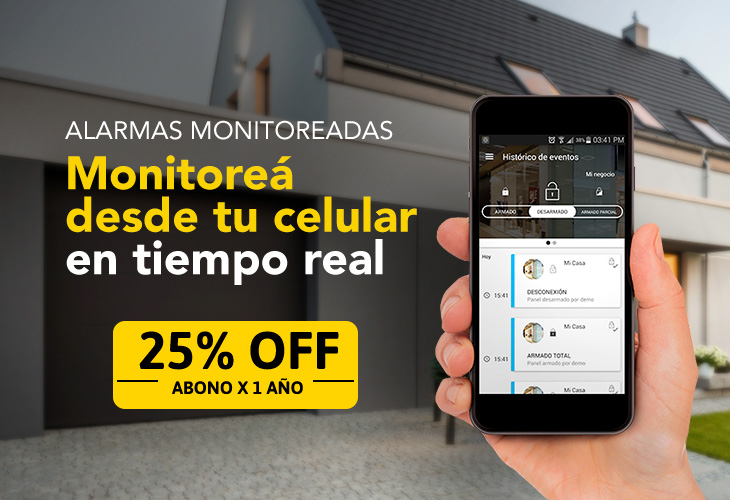 ALARMAS MONITOREADAS
Monitoreá
desde tu celular
en tiempo real
25% OFF
ABONO X 1 AÑO
38% 03:41 PM
Histórico de eventos
Mi negocio
ARMADO DESARMADO ARMADO PARCIAL
Hoy
Mi Casa
15:41
DESCONEXIÓN
Panel desarmado por demo
Mi Casa
15:41
ARMADO TOTAL
Panel armado por demo
Mi Casa